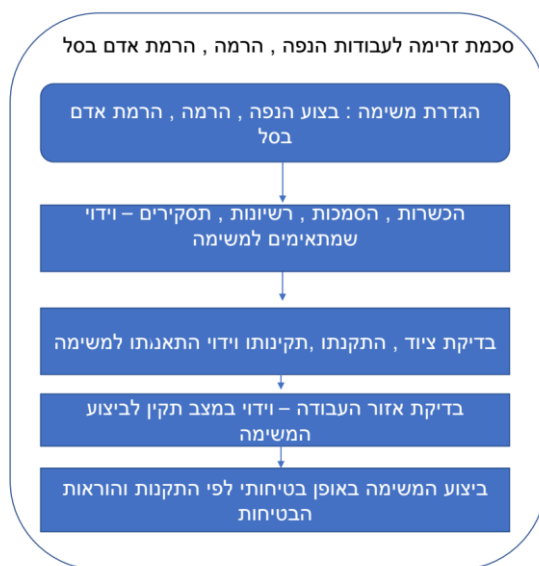 סכמת זרימה לעבודות הנפה , הרמה , הרמת אדם בסל
הגדרת משימה : בצוע הנפה , הרמה , הרמת אדם
בסל
הכשרות , הסמכות , רשיונות , תסקירים – וידוי
שמתאימים למשימה
בדיקת ציוד , התקנתו ,תקינותו וידוי התאמתו למשימה
בדיקת אזור העבודה – וידוי במצב תקין לביצוע
המשימה
ביצוע המשימה באופן בטיחותי לפי התקנות והוראות
הבטיחות